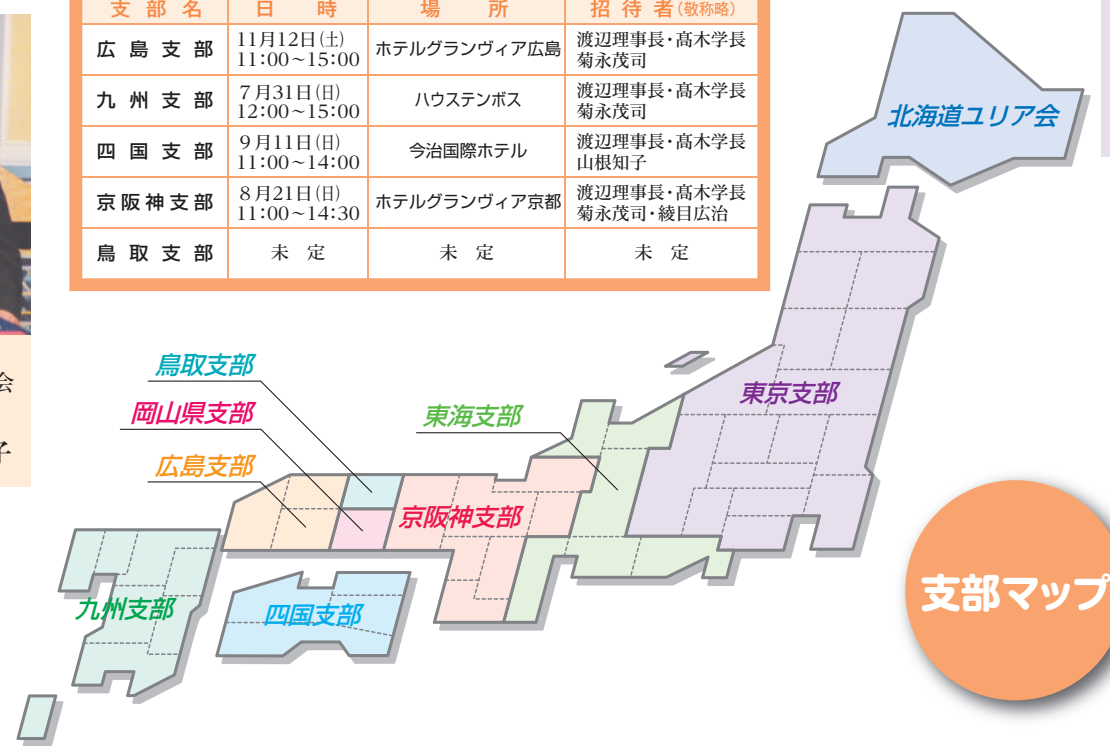 支部名 日時 場所 招待者(敬称略)
広島支部 11月12日(土) 11:00~15:00 ホテルグランヴィア広島 渡辺理事長・髙木学長 菊永茂司
九州支部 7月31日(日) 12:00~15:00 ハウステンボス 渡辺理事長・髙木学長 菊永茂司
四国支部 9月11日(日) 11:00~14:00 今治国際ホテル 渡辺理事長・髙木学長 山根知子
京阪神支部 8月21日(日) 11:00~14:30 ホテルグランヴィア京都 渡辺理事長・髙木学長 菊永茂司・綾目広治
鳥取支部 未定 未定 未定
会
子
北海道ユリア会
鳥取支部
東京支部
岡山県支部
東海支部
広島支部
京阪神支部
九州支部
四国支部
支部マップ